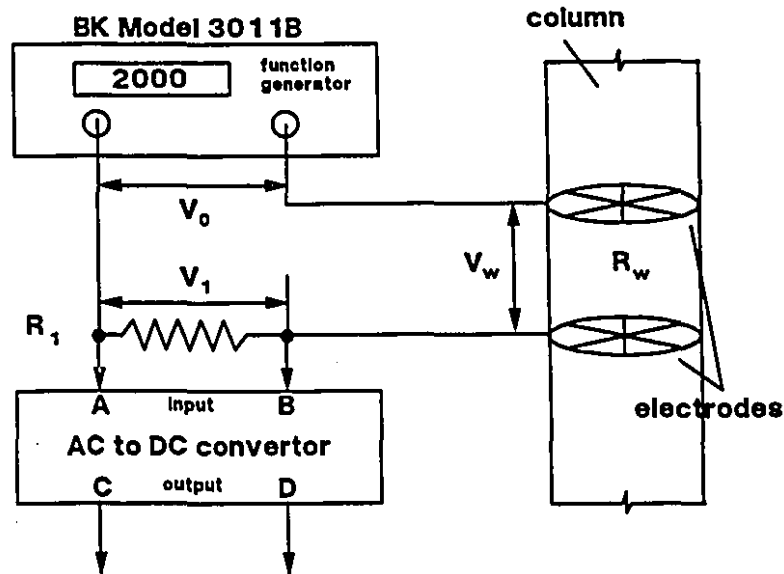 BK Model 3011B
column
2000
function
generator
V0
V1
Vw
Rw
R1
A input B
electrodes
AC to DC convertor
C output D